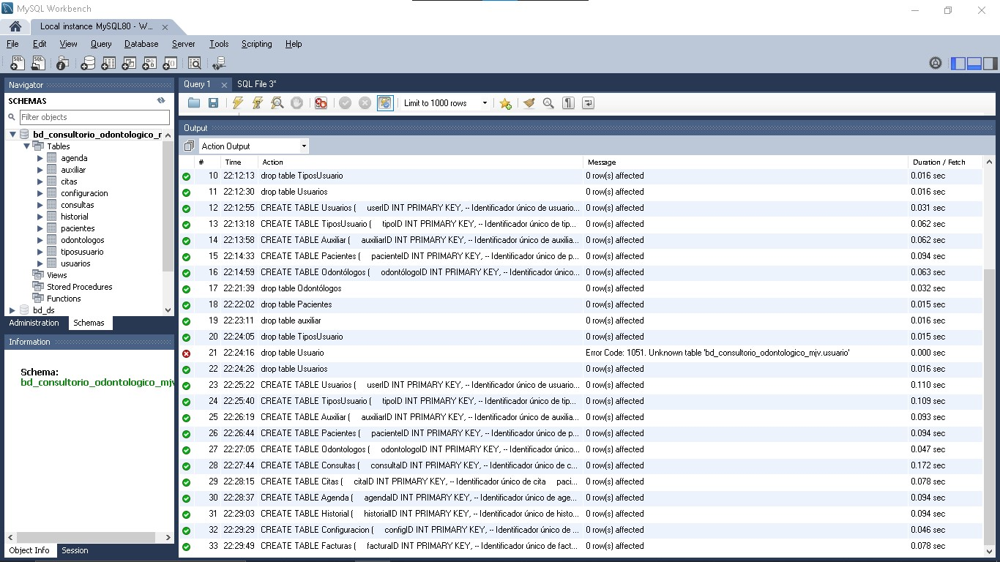 MySQL Workbench
Local instance MySQL80 - W...
File Edit View Query Database Server Tools Scripting Help
Navigator
SCHEMAS
Filter objects
bd_consultorio_odontologico_r
Tables
agenda
auxiliar
citas
configuracion
consultas
historial
pacientes
odontologos
tiposusuario
usuarios
Views
Stored Procedures
Functions
bd_ds
Administration Schemas
Information
Schema:
bd_consultorio_odontologico_mjv
Object Info Session
Query 1 SQL File 3*
Limit to 1000 rows
Output
Action Output
# Time Action Message Duration / Fetch
10 22:12:13 drop table TiposUsuario 0 row(s) affected 0.016 sec
11 22:12:30 drop table Usuarios 0 row(s) affected 0.016 sec
12 22:12:55 CREATE TABLE Usuarios ( userID INT PRIMARY KEY, -- Identificador único de usuario... 0 row(s) affected 0.031 sec
13 22:13:18 CREATE TABLE TiposUsuario ( tipoID INT PRIMARY KEY, -- Identificador único de tip... 0 row(s) affected 0.062 sec
14 22:13:58 CREATE TABLE Auxiliar ( auxiliarID INT PRIMARY KEY, -- Identificador único de auxilia... 0 row(s) affected 0.062 sec
15 22:14:33 CREATE TABLE Pacientes ( pacienteID INT PRIMARY KEY, -- Identificador único de p... 0 row(s) affected 0.094 sec
16 22:14:59 CREATE TABLE Odontólogos ( odontólogoID INT PRIMARY KEY, -- Identificador único... 0 row(s) affected 0.063 sec
17 22:21:39 drop table Odontólogos 0 row(s) affected 0.032 sec
18 22:22:02 drop table Pacientes 0 row(s) affected 0.015 sec
19 22:23:11 drop table auxiliar 0 row(s) affected 0.016 sec
20 22:24:05 drop table TiposUsuario 0 row(s) affected 0.015 sec
21 22:24:16 drop table Usuario Error Code: 1051. Unknown table 'bd_consultorio_odontologico_mjv.usuario' 0.000 sec
22 22:24:26 drop table Usuarios 0 row(s) affected 0.016 sec
23 22:25:22 CREATE TABLE Usuarios ( userID INT PRIMARY KEY, -- Identificador único de usuario... 0 row(s) affected 0.110 sec
24 22:25:40 CREATE TABLE TiposUsuario ( tipoID INT PRIMARY KEY, -- Identificador único de tip... 0 row(s) affected 0.109 sec
25 22:26:19 CREATE TABLE Auxiliar ( auxiliarID INT PRIMARY KEY, -- Identificador único de auxilia... 0 row(s) affected 0.093 sec
26 22:26:44 CREATE TABLE Pacientes ( pacienteID INT PRIMARY KEY, -- Identificador único de p... 0 row(s) affected 0.094 sec
27 22:27:05 CREATE TABLE Odontologos ( odontologoID INT PRIMARY KEY, -- Identificador único... 0 row(s) affected 0.047 sec
28 22:27:44 CREATE TABLE Consultas ( consultaID INT PRIMARY KEY, -- Identificador único de c... 0 row(s) affected 0.172 sec
29 22:28:15 CREATE TABLE Citas ( citaID INT PRIMARY KEY, -- Identificador único de cita paci... 0 row(s) affected 0.078 sec
30 22:28:37 CREATE TABLE Agenda ( agendaID INT PRIMARY KEY, -- Identificador único de age... 0 row(s) affected 0.094 sec
31 22:29:03 CREATE TABLE Historial ( historialID INT PRIMARY KEY, -- Identificador único de histo... 0 row(s) affected 0.094 sec
32 22:29:29 CREATE TABLE Configuracion ( configID INT PRIMARY KEY, -- Identificador único de ... 0 row(s) affected 0.046 sec
33 22:29:49 CREATE TABLE Facturas ( facturaID INT PRIMARY KEY, -- Identificador único de fact... 0 row(s) affected 0.078 sec